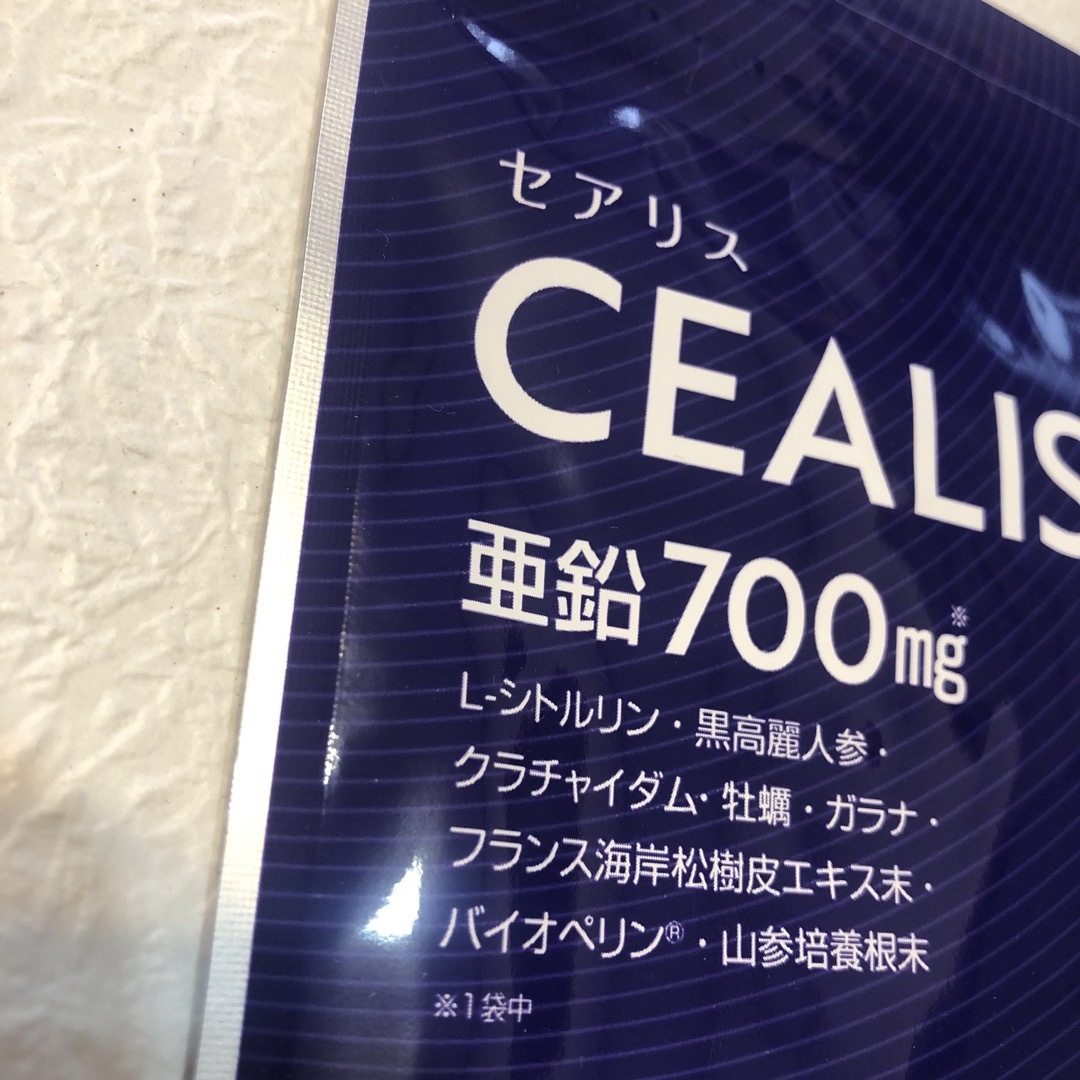 セアリス
CEALIS
亜鉛700mg※
L-シトルリン・黒高麗人参・
クラチャイダム・牡蠣・ガラナ・
フランス海岸松樹皮エキス末・
バイオペリン®・山参培養根末
※1袋中